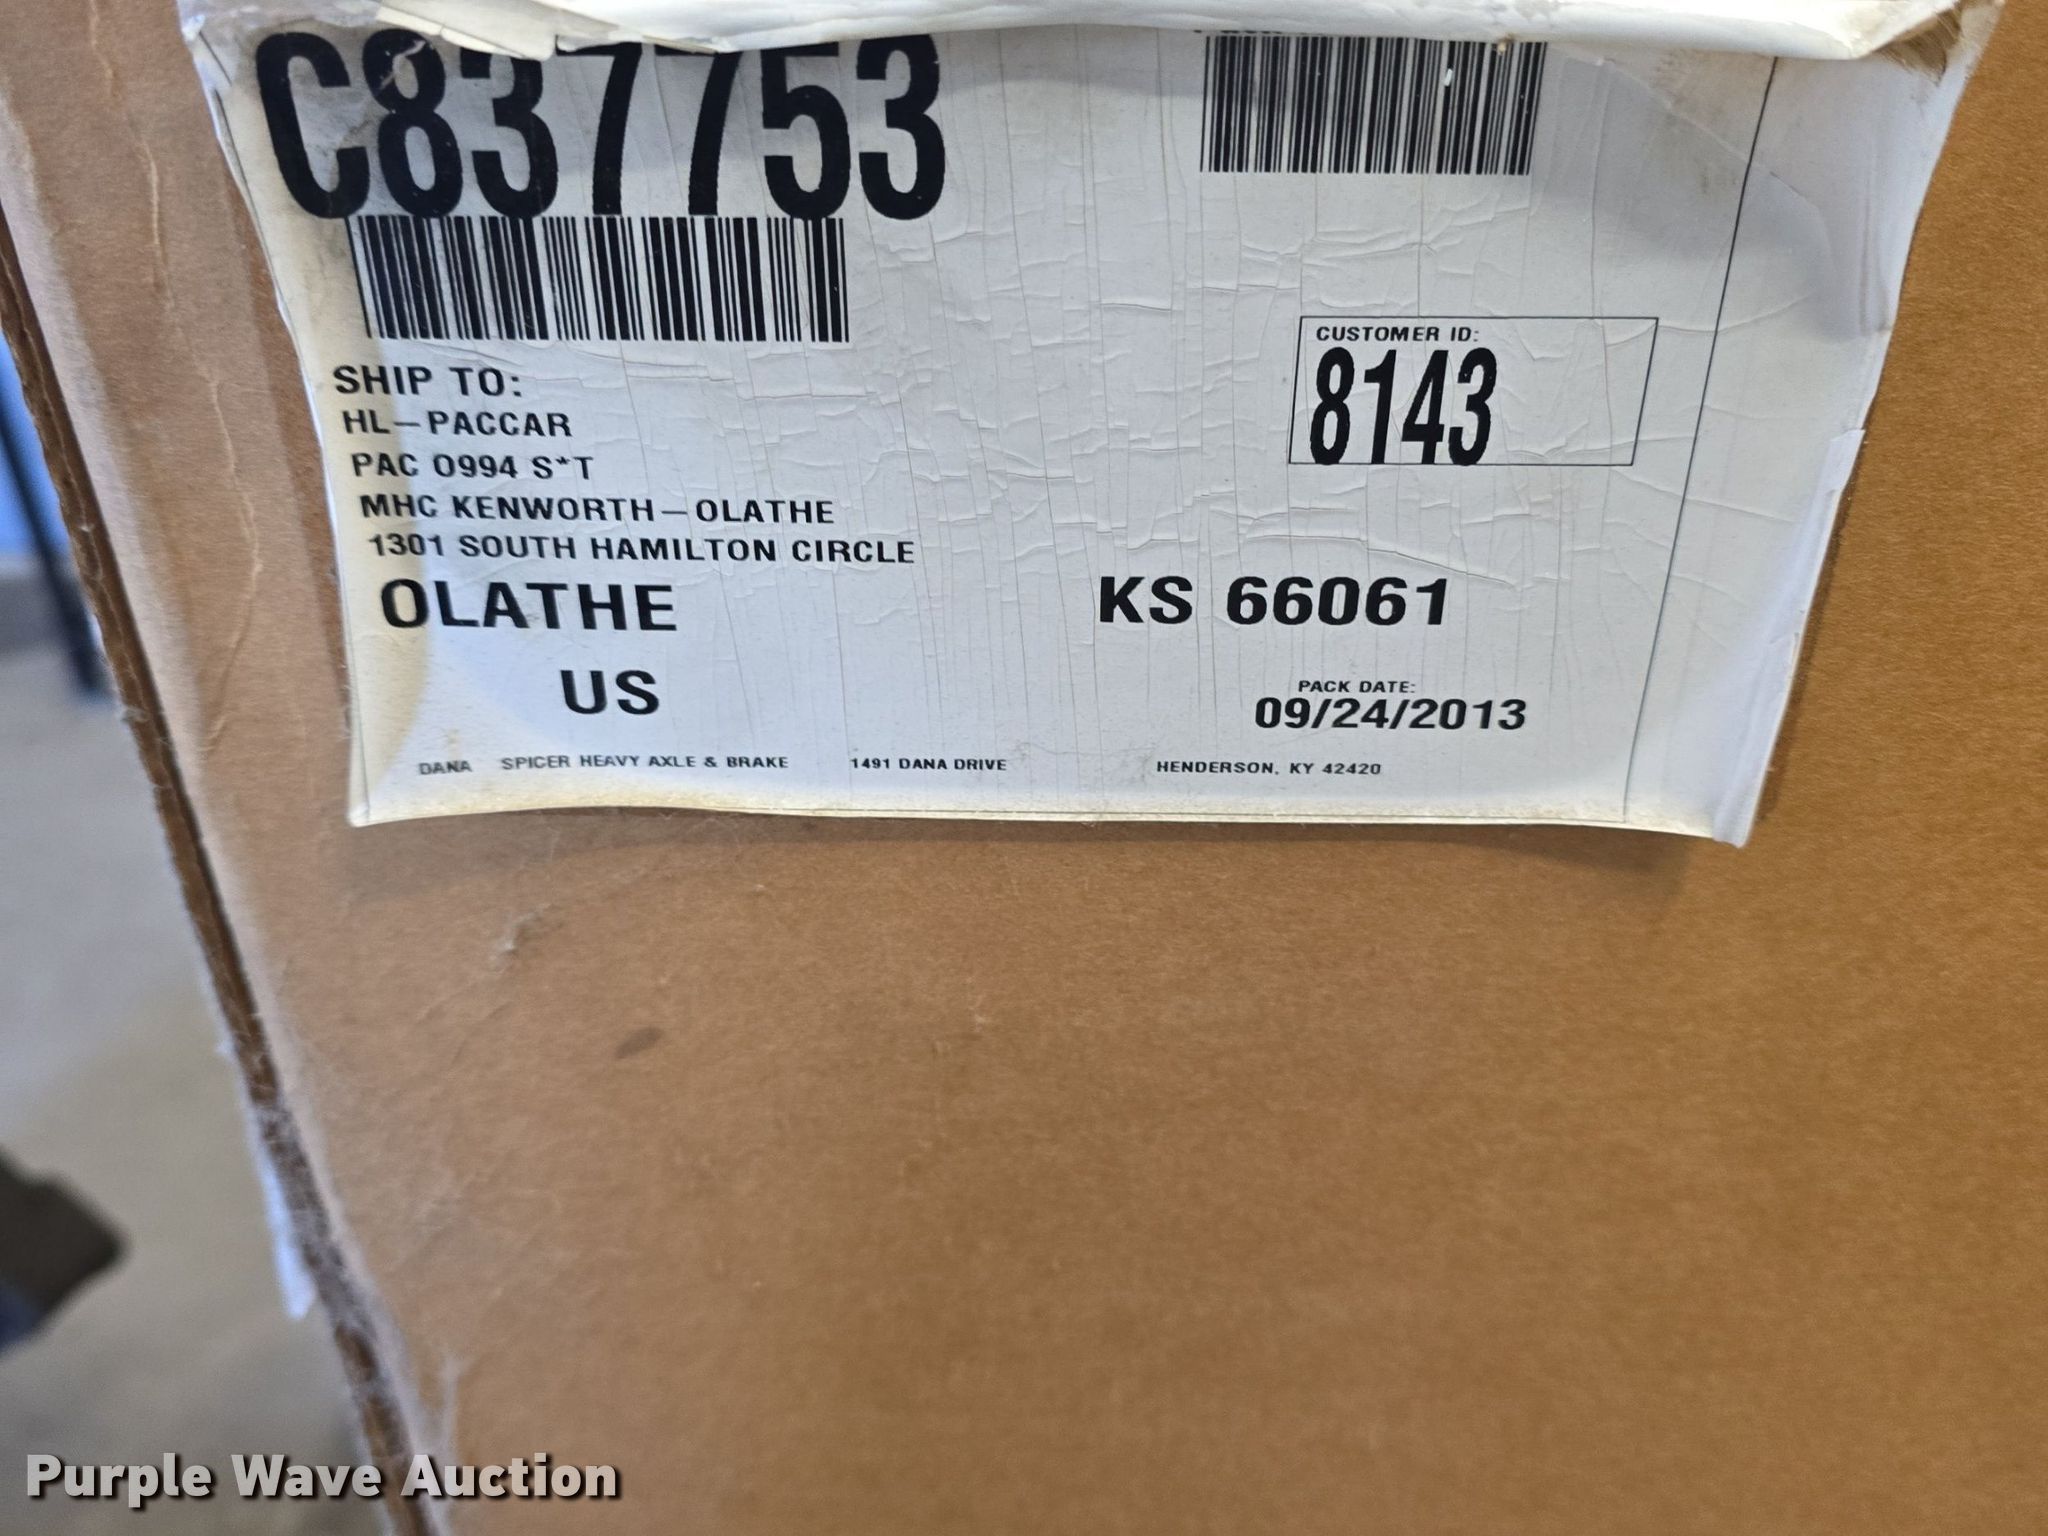 C837753
CUSTOMER ID:
8143
SHIP TO:
HL-PACCAR
PAC 0994 S*T
MHC KENWORTH-OLATHE
1301 SOUTH HAMILTON CIRCLE
OLATHE KS 66061
US
PACK DATE:
09/24/2013
DANA SPICER HEAVY AXLE & BRAKE 1491 DANA DRIVE HENDERSON, KY 42420
Purple Wave Auction